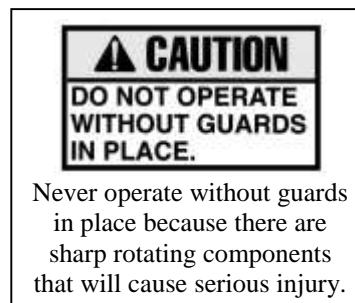 CAUTION
DO NOT OPERATE
WITHOUT GUARDS
IN PLACE.
Never operate without guards
in place because there are
sharp rotating components
that will cause serious injury.